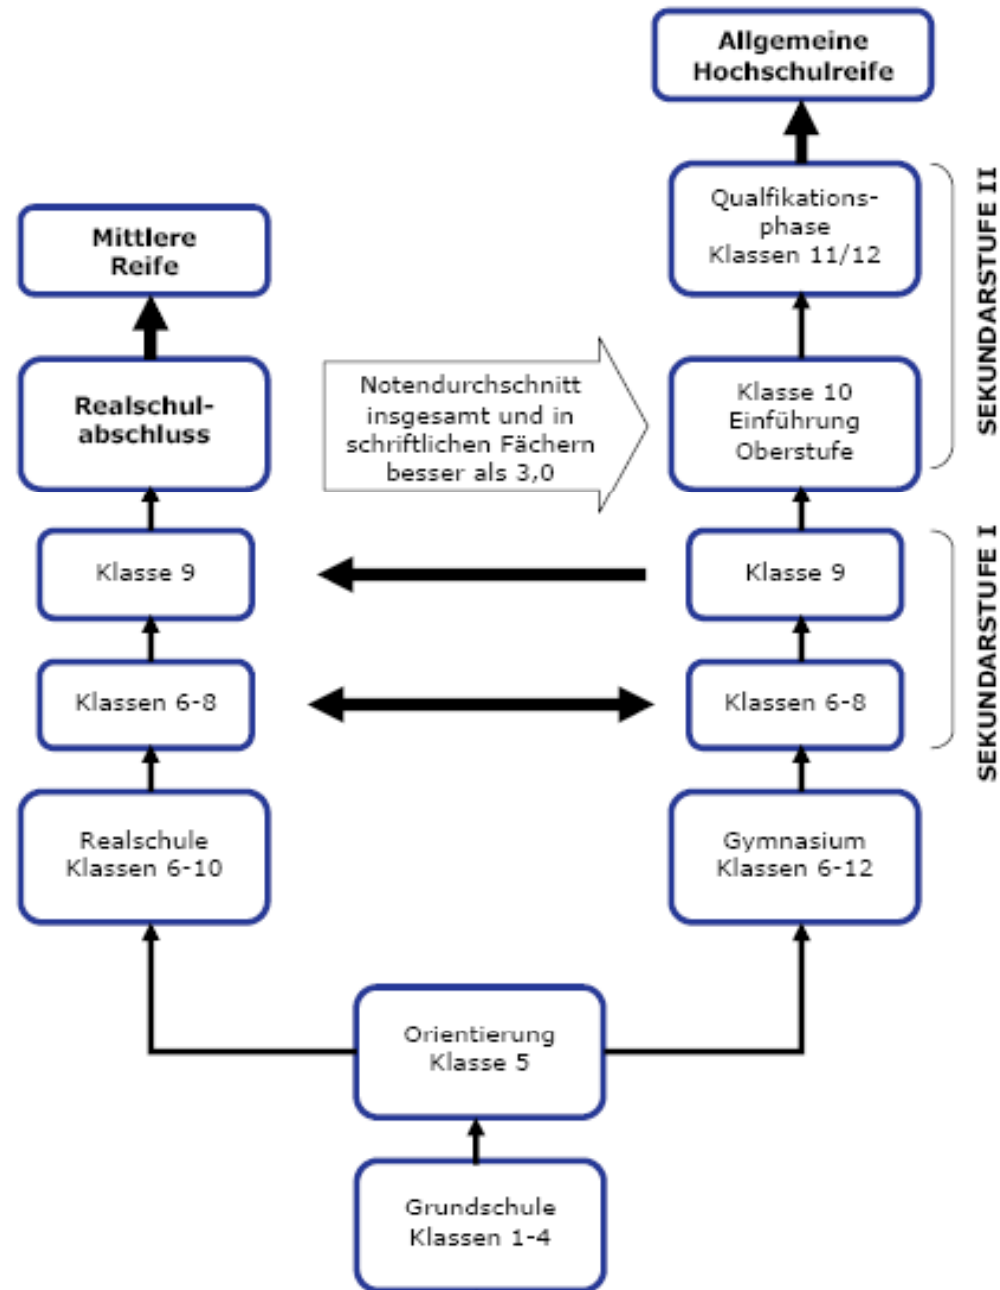 Allgemeine
Hochschulreife
Qualfikations-
phase
Klassen 11/12
SEKUNDARSTUFE II
Mittlere
Reife
Realschul-
abschluss
Notendurchschnitt
insgesamt und in
schriftlichen Fächern
besser als 3,0
Klasse 10
Einführung
Oberstufe
Klasse 9
Klasse 9
SEKUNDARSTUFE I
Klassen 6-8
Klassen 6-8
Realschule
Klassen 6-10
Gymnasium
Klassen 6-12
Orientierung
Klasse 5
Grundschule
Klassen 1-4